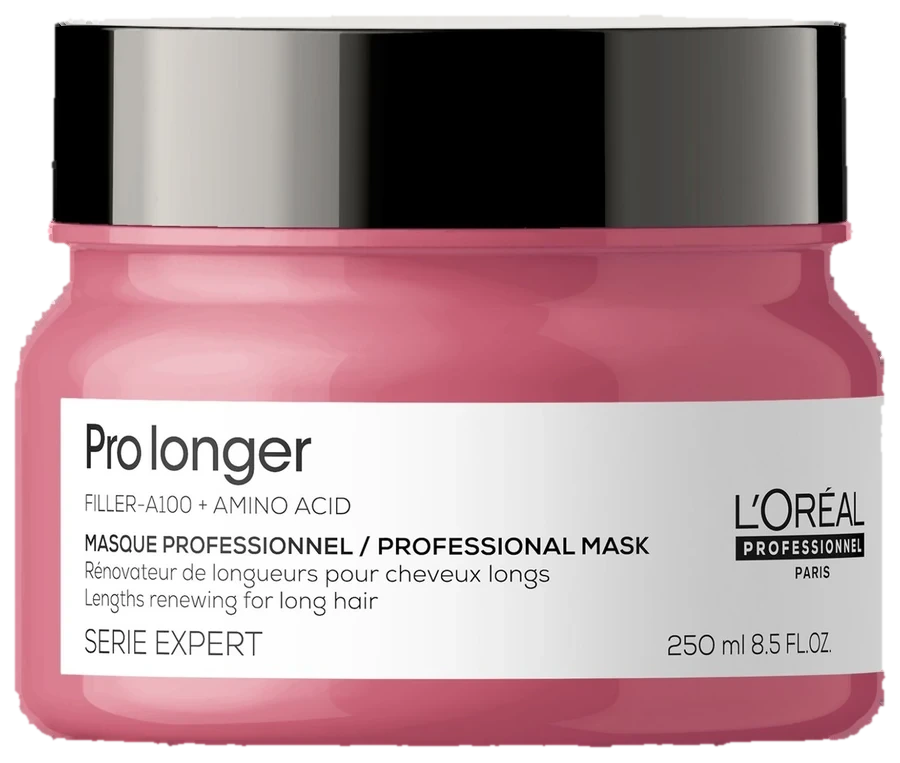 Pro longer
FILLER-A100 + AMINO ACID
MASQUE PROFESSIONNEL / PROFESSIONAL MASK
Rénovateur de longueurs pour cheveux longs
Lengths renewing for long hair
SERIE EXPERT
L'ORÉAL
PROFESSIONNEL
PARIS
250 ml 8.5 FL.OZ.